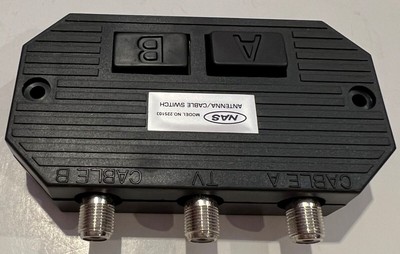 CABLE A TV CABLE B
NAS
ANTENNA/CABLE SWITCH
MODEL NO.225103
A B